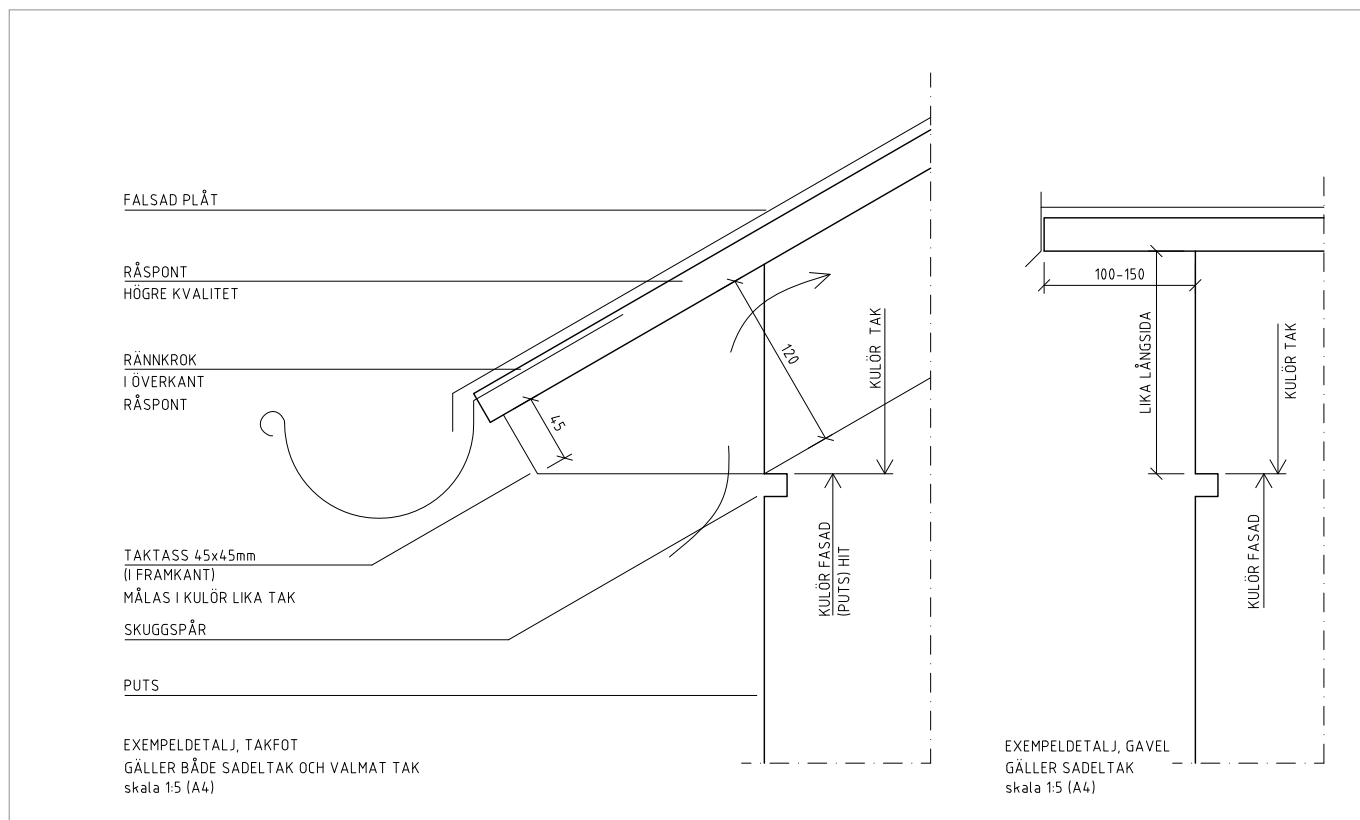 FALSAD PLÅT
RÅSPONT
HÖGRE KVALITET
RÄNNKROK
I ÖVERKANT
RÅSPONT
TAKTASS 45x45mm
(I FRAMKANT)
MÅLAS I KULÖR LIKA TAK
SKUGGSPÅR
PUTS
EXEMPELDETALJ, TAKFOT
GÄLLER BÅDE SADELTAK OCH VALMAT TAK
skala 1:5 (A4)
45
120
KULÖR TAK
KULÖR FASAD
(PUTS) HIT
100-150
LIKA LÅNGSIDA
KULÖR TAK
KULÖR FASAD
EXEMPELDETALJ, GAVEL
GÄLLER SADELTAK
skala 1:5 (A4)